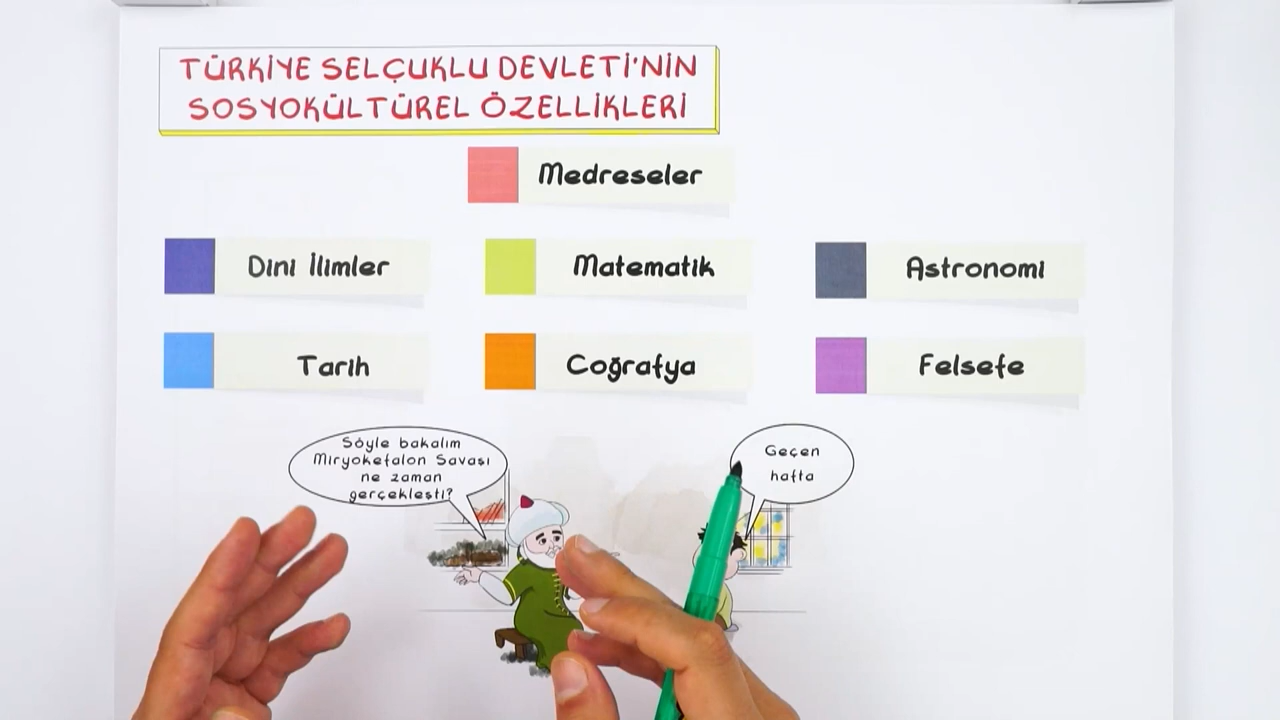 TÜRKİYE SELÇUKLU DEVLETİ'NİN
SOSYOKÜLTÜREL ÖZELLİKLERİ
Medreseler
Dini İlimler
Matematik
Astronomi
Tarih
Coğrafya
Felsefe
Söyle bakalım
Miryokefalon Savaşı
ne zaman
gerçekleşti?
Geçen
hafta